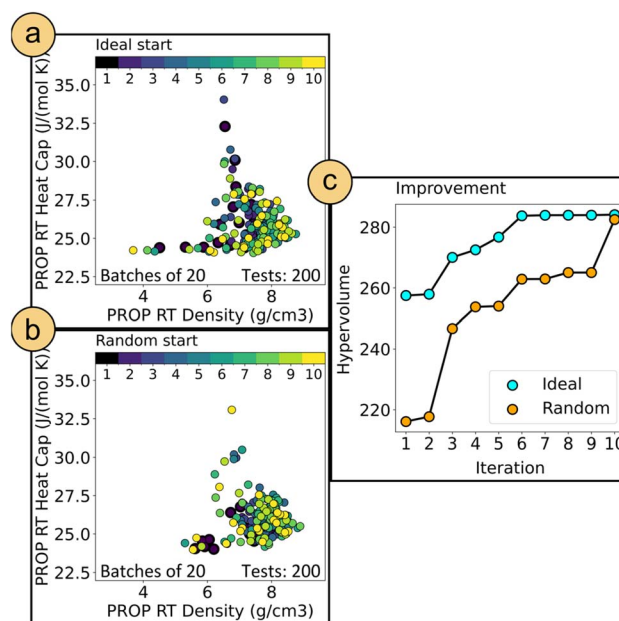 a
Ideal start
1 2 3 4 5 6 7 8 9 10
PROP RT Heat Cap (J/(mol K))
35.0
32.5
30.0
27.5
25.0
22.5
Batches of 20 Tests: 200
4 6 8
PROP RT Density (g/cm3)
b
Random start
1 2 3 4 5 6 7 8 9 10
PROP RT Heat Cap (J/(mol K))
35.0
32.5
30.0
27.5
25.0
22.5
Batches of 20 Tests: 200
4 6 8
PROP RT Density (g/cm3)
c
Improvement
Hypervolume
280
260
240
220
Ideal
Random
1 2 3 4 5 6 7 8 9 10
Iteration